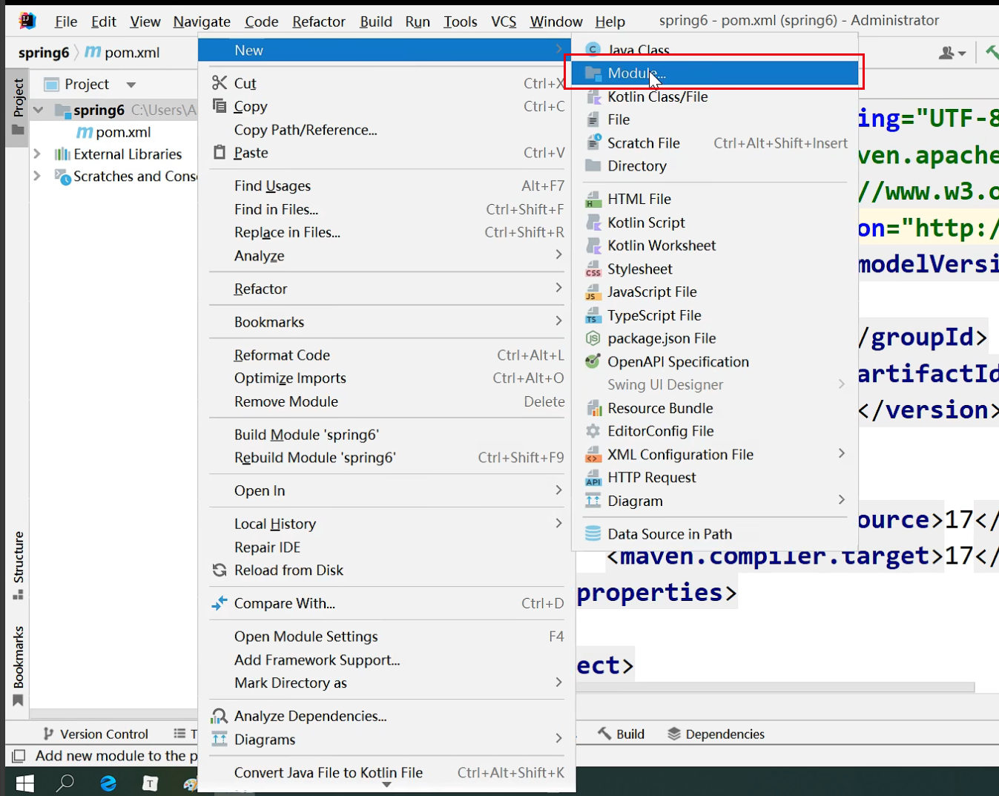 File Edit View Navigate Code Refactor Build Run Tools VCS Window Help spring6 - pom.xml (spring6) - Administrator
spring6 pom.xml
Project
Project
spring6 C:\Users\A
pom.xml
External Libraries
Scratches and Cons
Structure
Bookmarks
New
Cut Ctrl+X
Copy Ctrl+C
Copy Path/Reference...
Paste Ctrl+V
Find Usages Alt+F7
Find in Files... Ctrl+Shift+F
Replace in Files... Ctrl+Shift+R
Analyze
Refactor
Bookmarks
Reformat Code Ctrl+Alt+L
Optimize Imports Ctrl+Alt+O
Remove Module Delete
Build Module 'spring6'
Rebuild Module 'spring6' Ctrl+Shift+F9
Open In
Local History
Repair IDE
Reload from Disk
Compare With... Ctrl+D
Open Module Settings F4
Add Framework Support...
Mark Directory as
Analyze Dependencies...
Diagrams
Convert Java File to Kotlin File Ctrl+Alt+Shift+K
Java Class
Module...
Kotlin Class/File
File
Scratch File Ctrl+Alt+Shift+Insert
Directory
HTML File
Kotlin Script
Kotlin Worksheet
Stylesheet
JavaScript File
TypeScript File
package.json File
OpenAPI Specification
Swing UI Designer
Resource Bundle
EditorConfig File
XML Configuration File
HTTP Request
Diagram
Data Source in Path
ing="UTF-8
ven.apache
//www.w3.o
on="http:/
modelVersi
/groupId>
artifactId
</version>
ource>17</
<maven.compiler.target>17</
properties>
ect>
Version Control T Build Dependencies
Add new module to the p